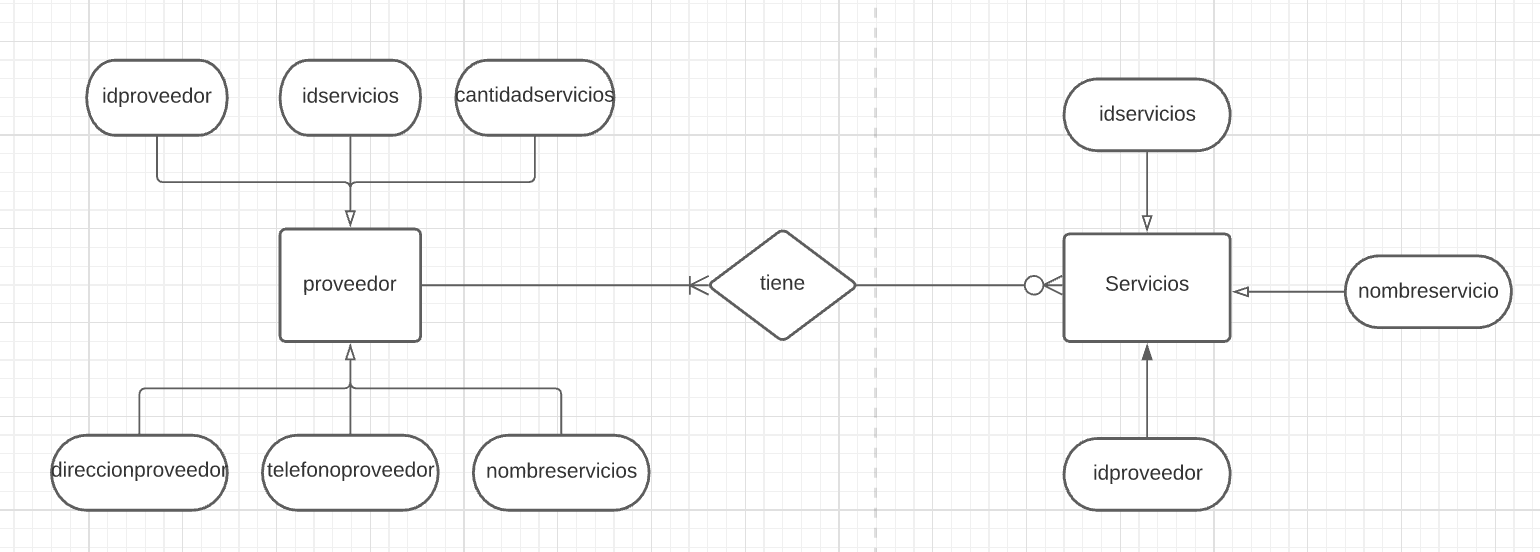 idproveedor
idservicios
cantidadservicios
idservicios
proveedor
tiene
Servicios
nombreservicio
direccionproveedor
telefonoproveedor
nombreservicios
idproveedor